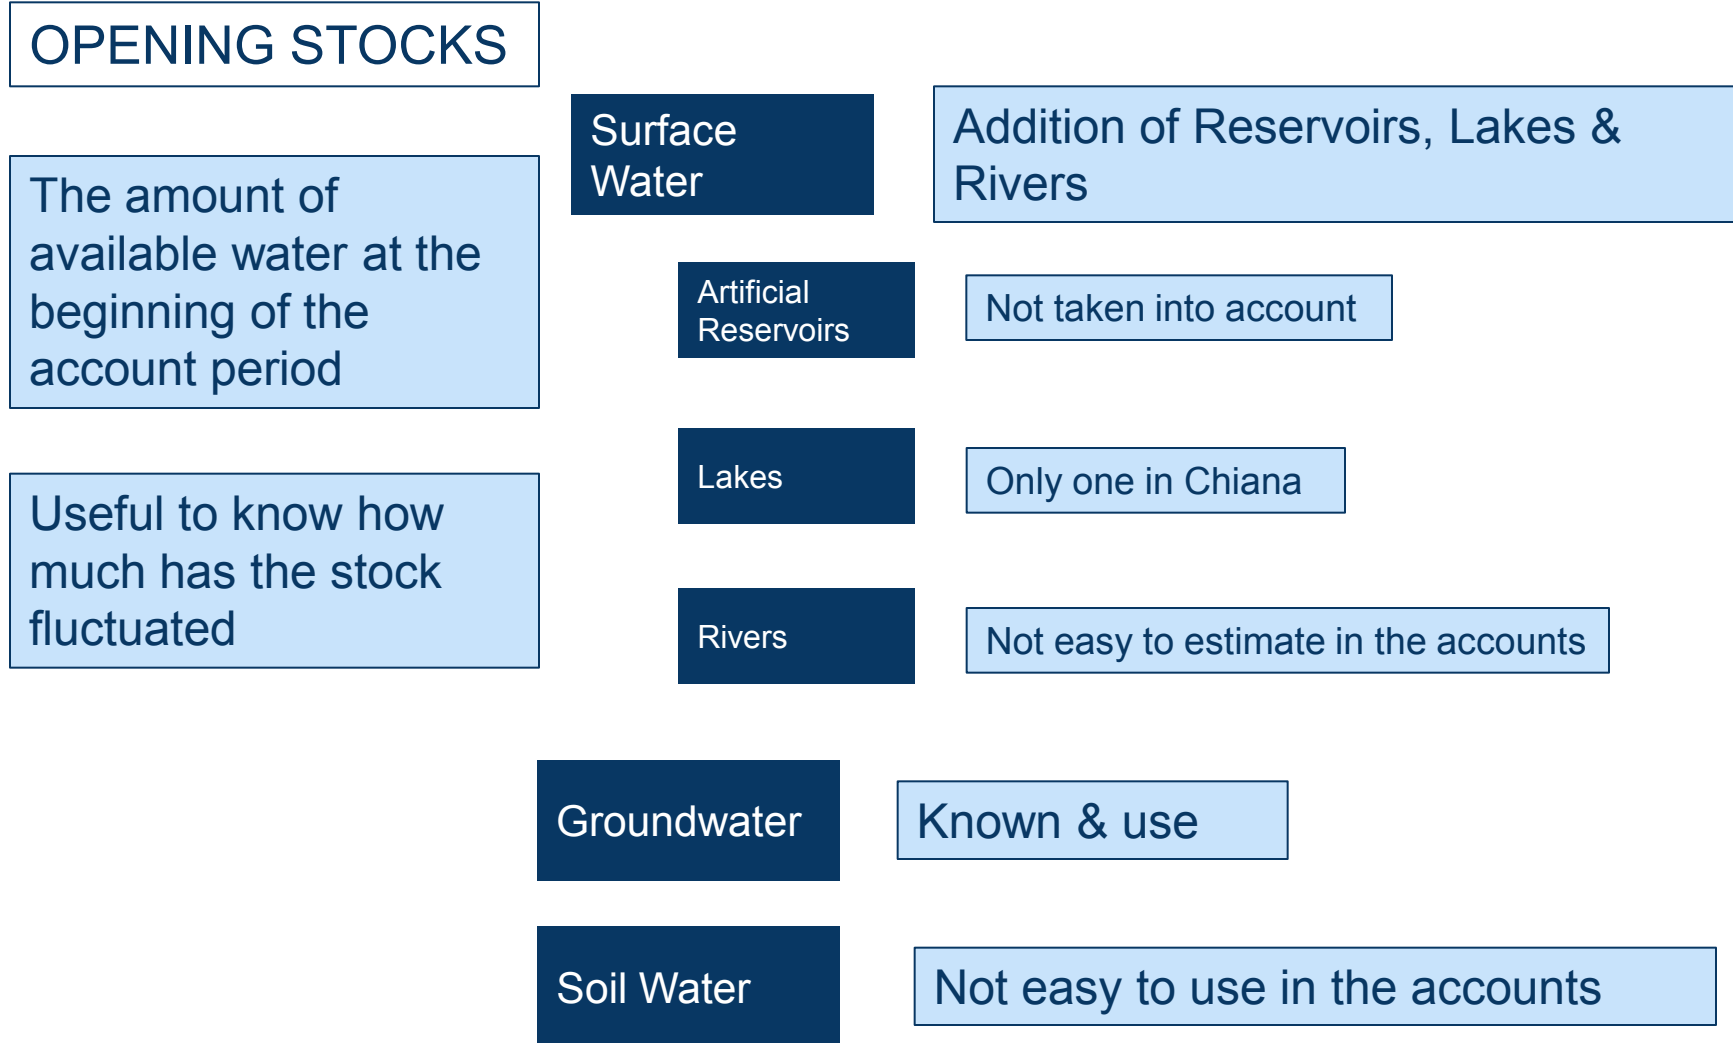 OPENING STOCKS
The amount of
available water at the
beginning of the
account period
Useful to know how
much has the stock
fluctuated
Surface
Water
Addition of Reservoirs, Lakes &
Rivers
Artificial
Reservoirs
Not taken into account
Lakes
Only one in Chiana
Rivers
Not easy to estimate in the accounts
Groundwater
Known & use
Soil Water
Not easy to use in the accounts